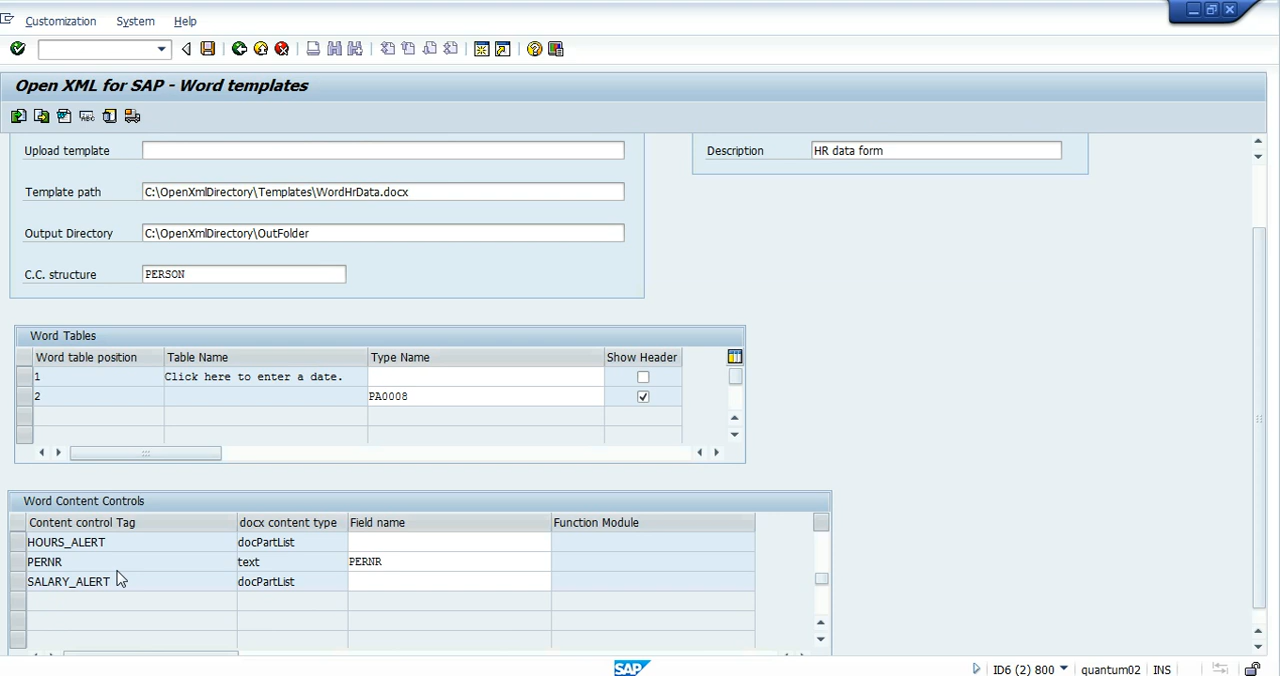 Customization System Help
Open XML for SAP - Word templates
Upload template
Description HR data form
Template path C:\OpenXmlDirectory\Templates\WordHrData.docx
Output Directory C:\OpenXmlDirectory\OutFolder
C.C. structure PERSON
Word Tables
Word table position Table Name Type Name Show Header
1 Click here to enter a date.
2 PA0008
Word Content Controls
Content control Tag docx content type Field name Function Module
HOURS_ALERT docPartList
PERNR text PERNR
SALARY_ALERT docPartList
SAP ID6 (2) 800 quantum02 INS